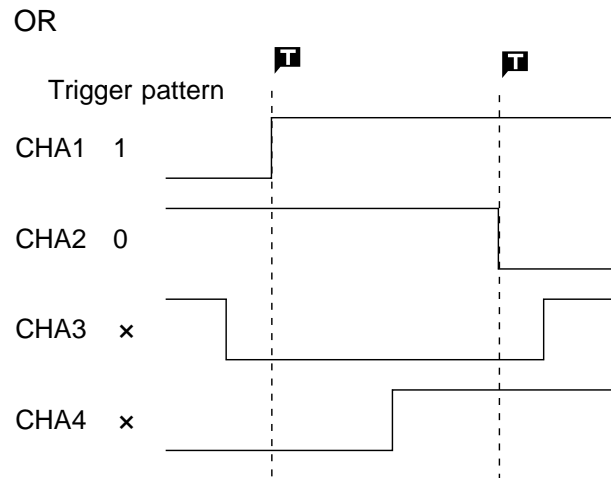 OR
T T
Trigger pattern
CHA1 1
CHA2 0
CHA3 ×
CHA4 ×